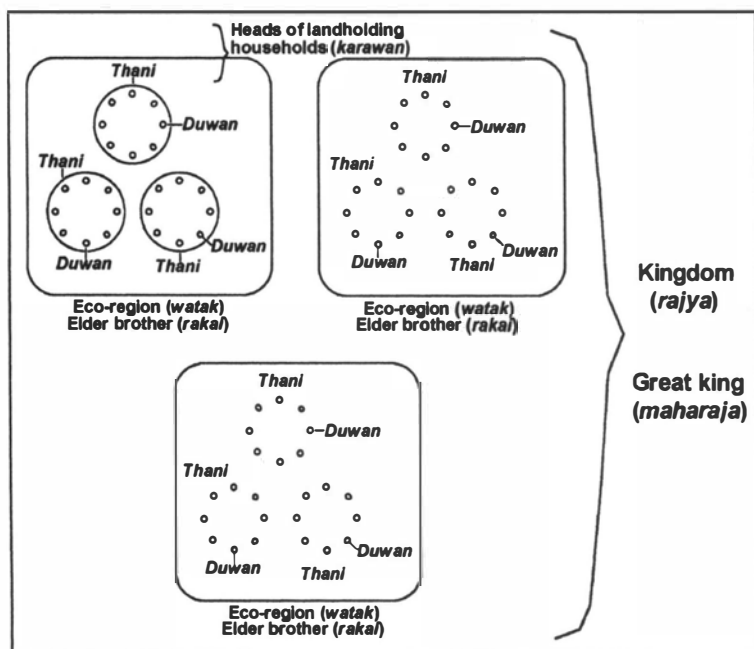 Heads of landholding
households (karawan)
Thani
Duwan
Thani
Duwan
Duwan
Thani
Eco-region (watak)
Elder brother (rakai)
Thani
Duwan
Thani
Duwan
Duwan
Thani
Eco-region (watak)
Elder brother (rakai)
Thani
Duwan
Thani
Duwan
Duwan
Thani
Eco-region (watak)
Elder brother (rakai)
Kingdom
(rajya)
Great king
(maharaja)